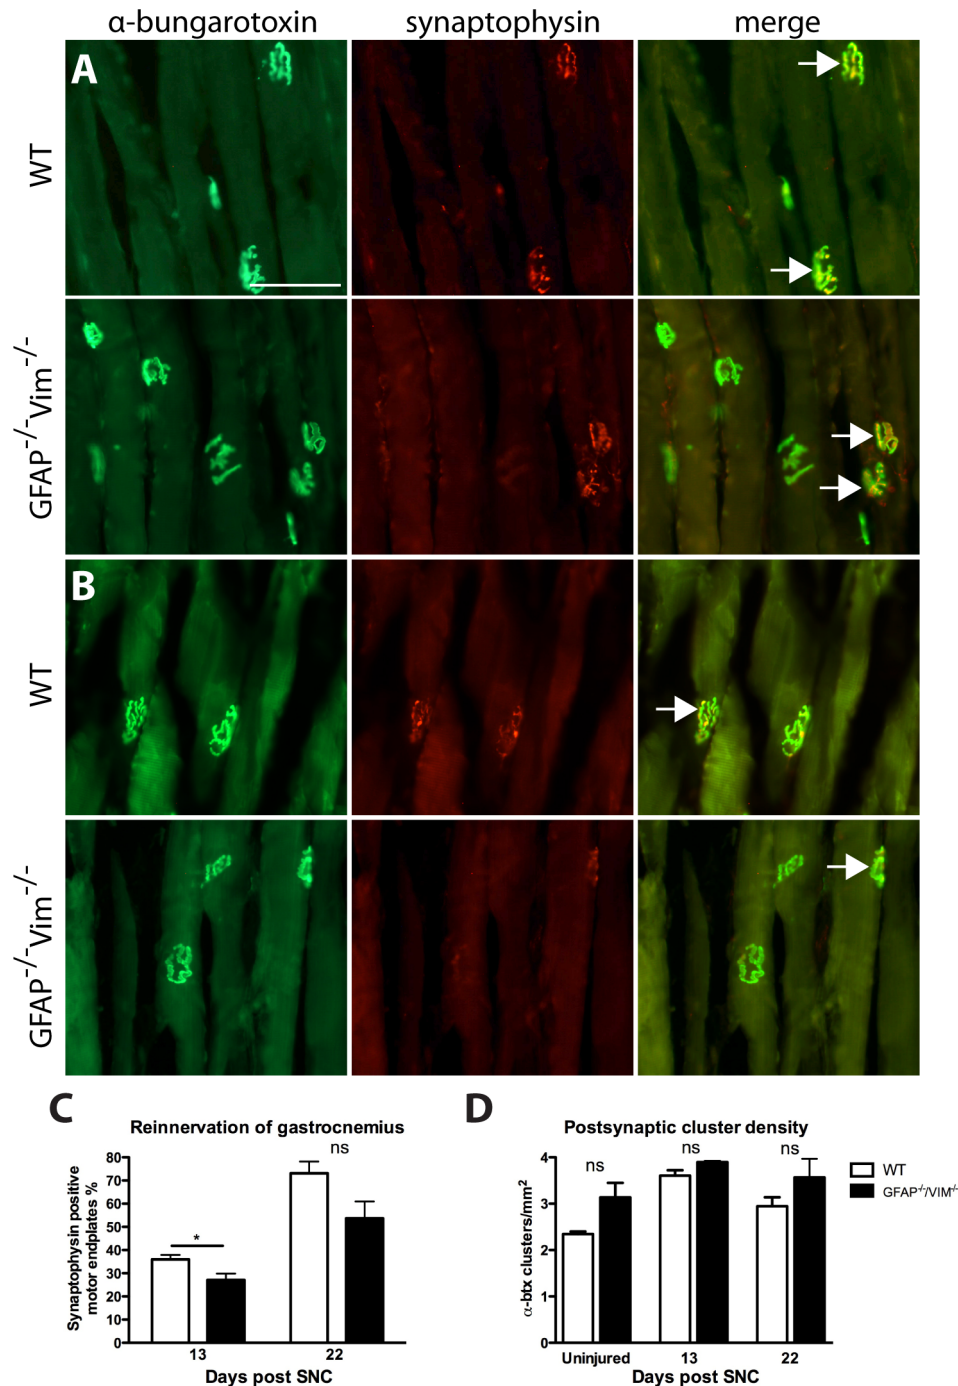 α-bungarotoxin synaptophysin merge
A
WT
GFAP⁻/⁻Vim⁻/⁻
B
WT
GFAP⁻/⁻Vim⁻/⁻
C
Reinnervation of gastrocnemius
ns
*
Synaptophysin positive
motor endplates %
80
70
60
50
40
30
20
10
0
13 22
Days post SNC
D
Postsynaptic cluster density
ns ns ns
WT
GFAP⁻/⁻/VIM⁻/⁻
α-btx clusters/mm²
4
3
2
1
0
Uninjured 13 22
Days post SNC